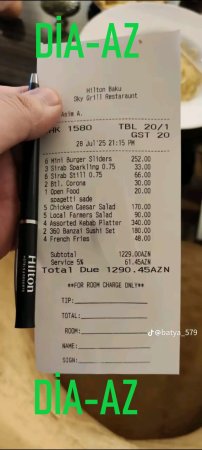 DİA-AZ
Hilton Baku
Sky Grill Restaraunt
Asim A.
HK 1580 TBL 20/1
GST 20
28 Jul'25 21:15 PM
6 Mini Burger Sliders 252.00
3 Sirab Sparkling 0.75 33.00
6 Sirab Still 0.75 66.00
2 Btl. Corona 30.00
1 Open Food 20.00
spagetti sade
5 Chicken Caesar Salad 170.00
5 Local Farmers Salad 90.00
4 Assorted Kebab Platter 340.00
2 360 Banzai Sushi Set 180.00
4 French Fries 48.00
Subtotal 1229.00AZN
Service 5% 61.45AZN
Total Due 1290.45AZN
**FOR ROOM CHARGE ONLY**
TIP:
TOTAL:
ROOM:
NAME:
SIGN:
Hilton
@batya_579
DİA-AZ